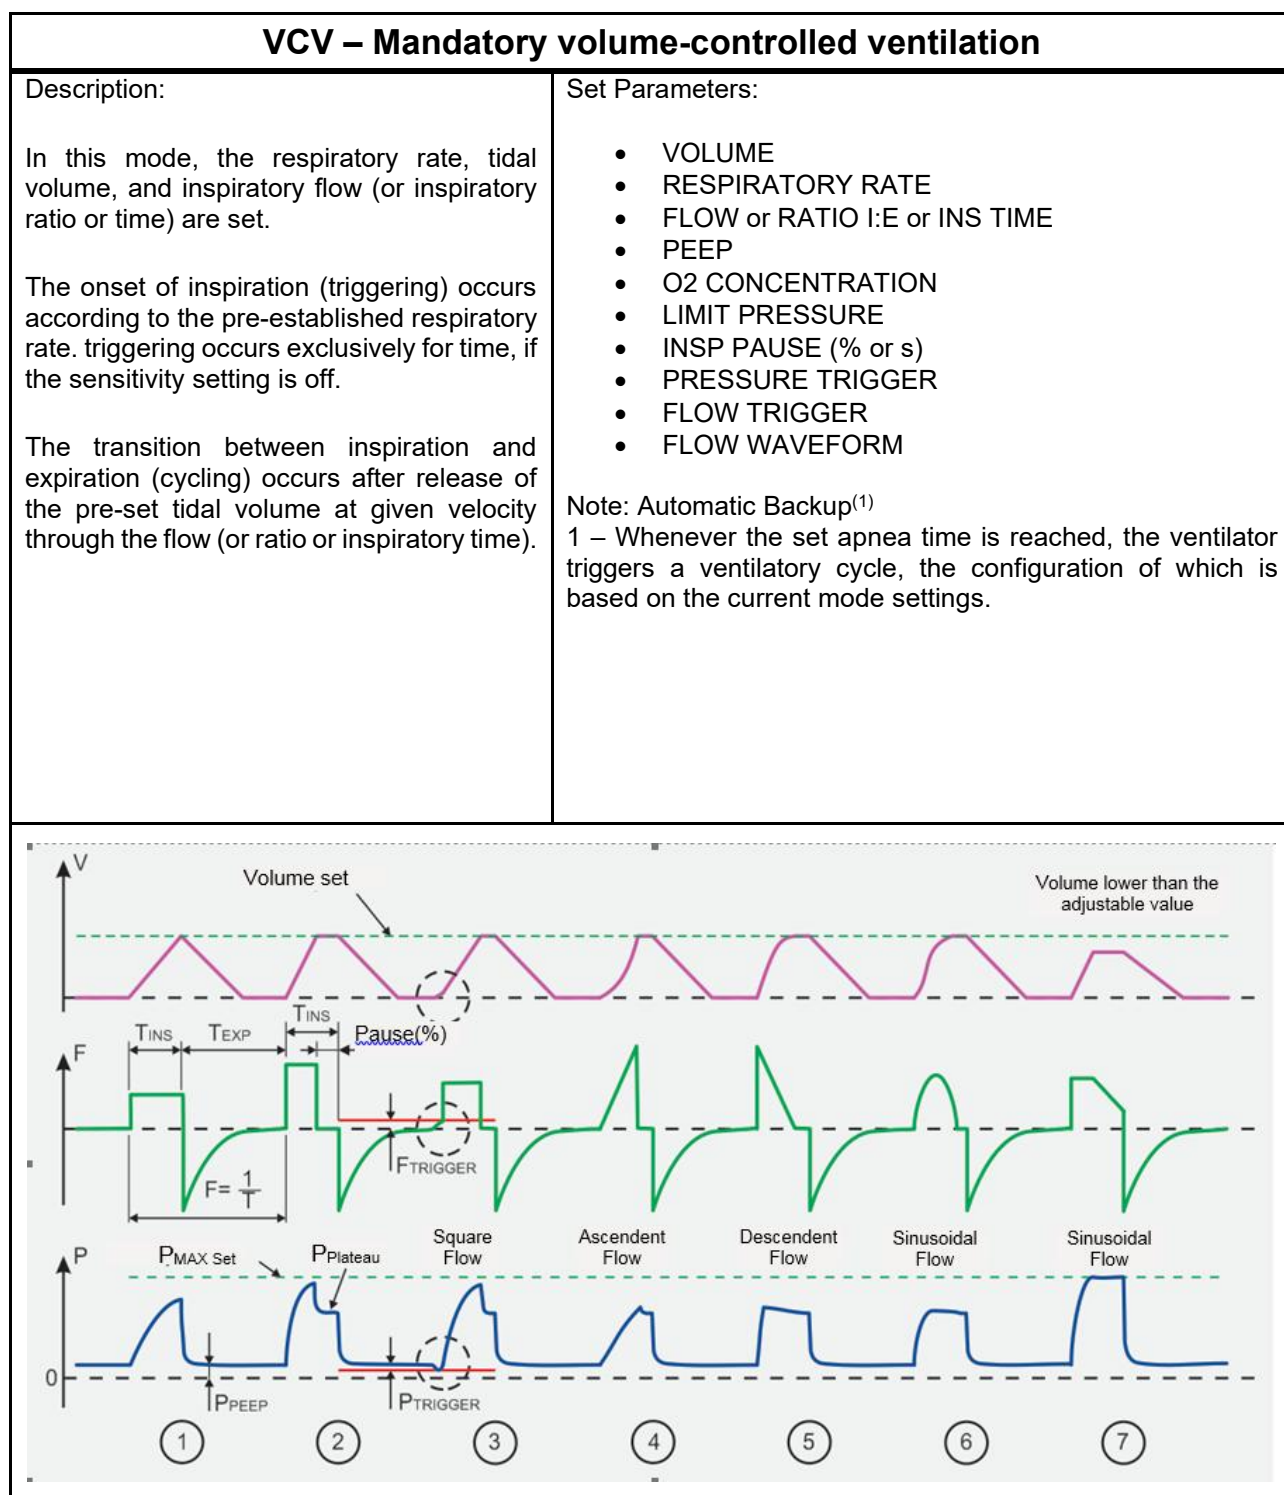 VCV – Mandatory volume-controlled ventilation
Description:
In this mode, the respiratory rate, tidal
volume, and inspiratory flow (or inspiratory
ratio or time) are set.
The onset of inspiration (triggering) occurs
according to the pre-established respiratory
rate. triggering occurs exclusively for time, if
the sensitivity setting is off.
The transition between inspiration and
expiration (cycling) occurs after release of
the pre-set tidal volume at given velocity
through the flow (or ratio or inspiratory time).
Set Parameters:
• VOLUME
• RESPIRATORY RATE
• FLOW or RATIO I:E or INS TIME
• PEEP
• O2 CONCENTRATION
• LIMIT PRESSURE
• INSP PAUSE (% or s)
• PRESSURE TRIGGER
• FLOW TRIGGER
• FLOW WAVEFORM
Note: Automatic Backup(1)
1 – Whenever the set apnea time is reached, the ventilator
triggers a ventilatory cycle, the configuration of which is
based on the current mode settings.
V
Volume set
Volume lower than the
adjustable value
F
TINS
TEXP
TINS
Pause(%)
FTRIGGER
F= 1/T
P
PMAX Set
PPlateau
Square
Flow
Ascendent
Flow
Descendent
Flow
Sinusoidal
Flow
Sinusoidal
Flow
0
PPEEP
PTRIGGER
1
2
3
4
5
6
7